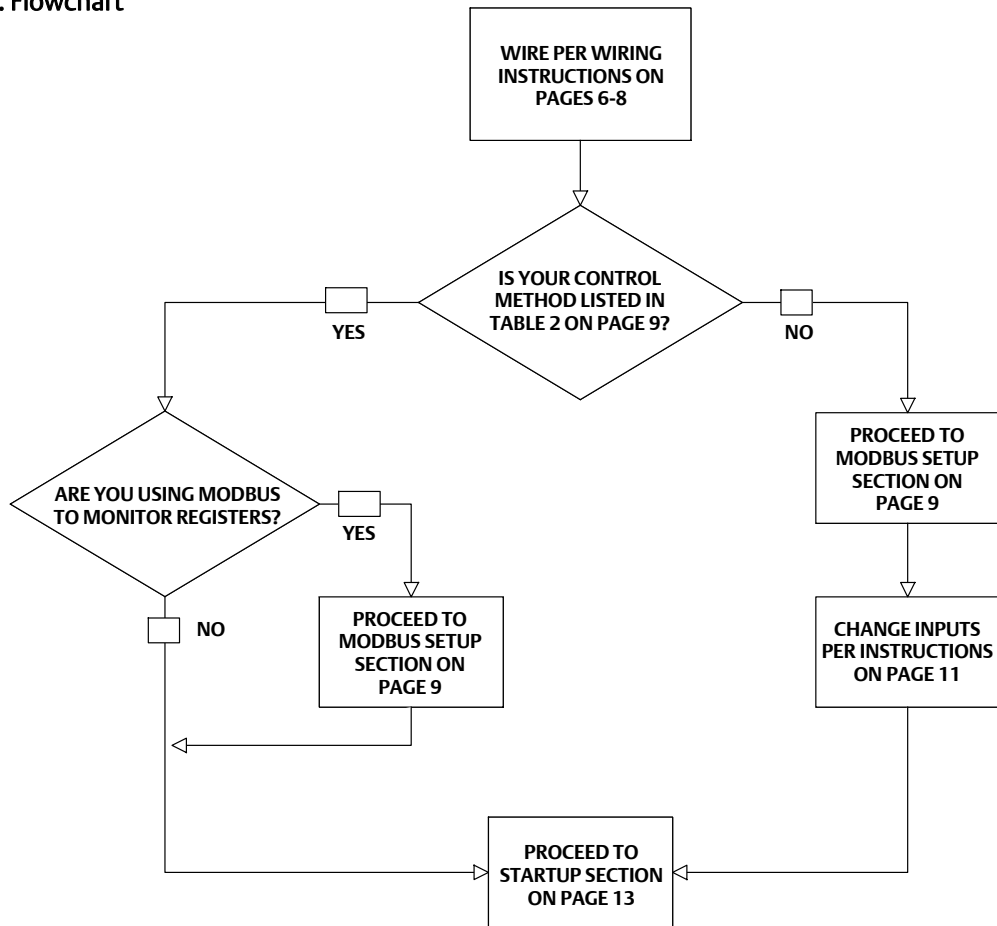 . Flowchart
WIRE PER WIRING
INSTRUCTIONS ON
PAGES 6-8
IS YOUR CONTROL
METHOD LISTED IN
TABLE 2 ON PAGE 9?
YES
NO
ARE YOU USING MODBUS
TO MONITOR REGISTERS?
YES
NO
PROCEED TO
MODBUS SETUP
SECTION ON
PAGE 9
PROCEED TO
MODBUS SETUP
SECTION ON
PAGE 9
CHANGE INPUTS
PER INSTRUCTIONS
ON PAGE 11
PROCEED TO
STARTUP SECTION
ON PAGE 13